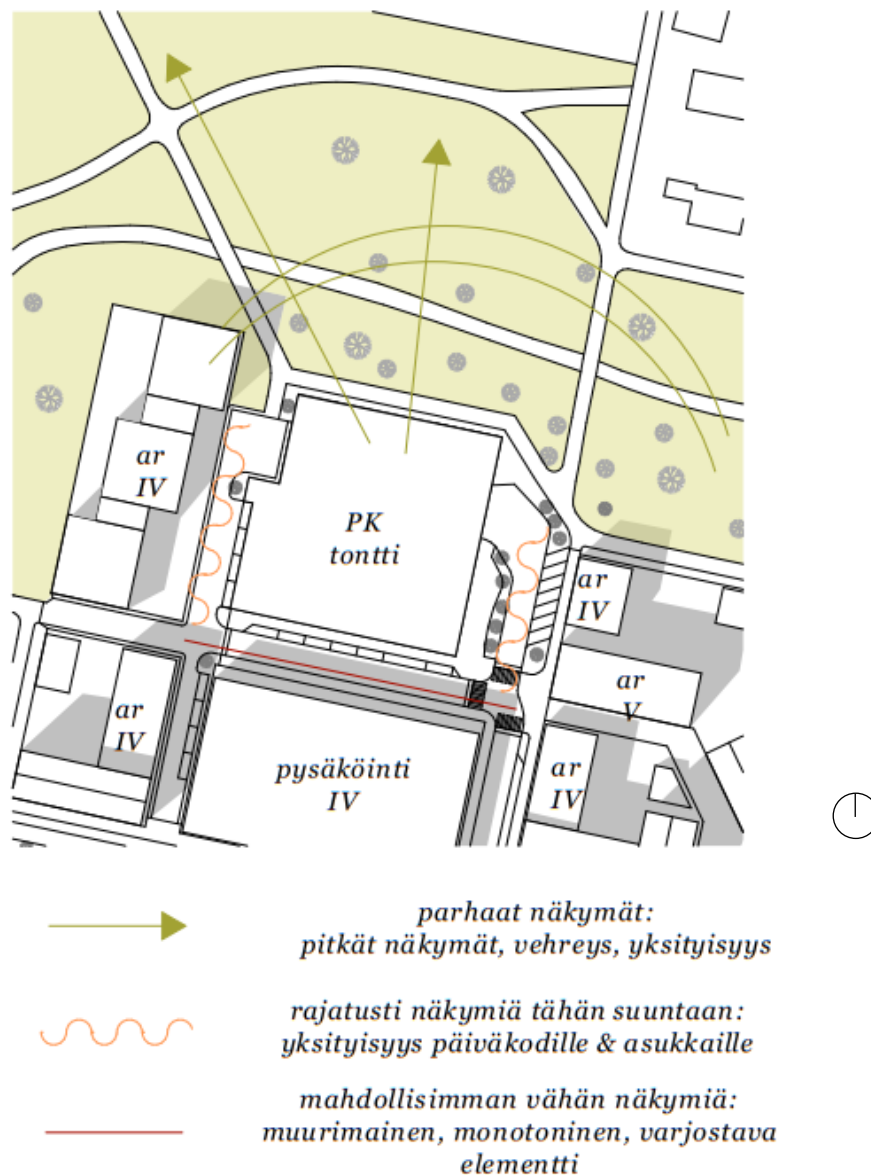 ar
IV
PK
tontti
ar
IV
ar
V
ar
IV
pysäköinti
IV
ar
IV
parhaat näkymät:
pitkät näkymät, vehreys, yksityisyys
rajatusti näkymiä tähän suuntaan:
yksityisyys päiväkodille & asukkaille
mahdollisimman vähän näkymiä:
muurimainen, monotoninen, varjostava
elementti